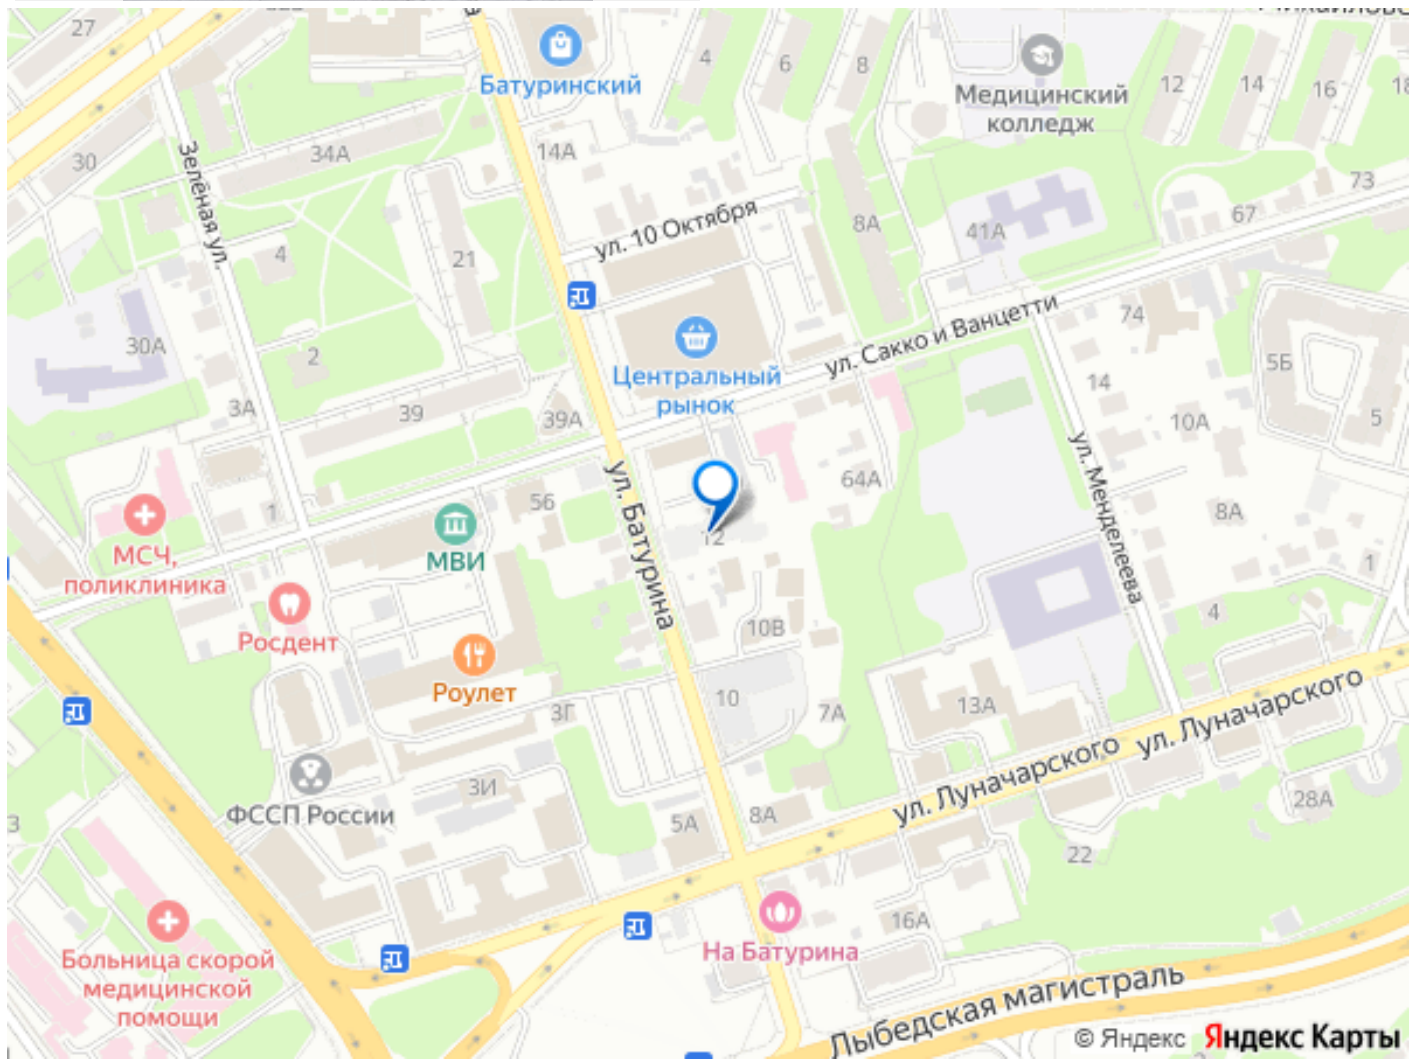 27
Батуринский
4
6
8
Медицинский
колледж
12
14
16
18
30
34А
14А
Зелёная ул.
4
21
ул. 10 Октября
8А
41А
67
73
30А
2
Центральный
рынок
ул. Сакко и Ванцетти
74
5Б
14
5
3А
39
39А
10А
ул. Батурина
56
64А
ул. Менделеева
8А
1
МСЧ,
поликлиника
МВИ
12
1
Росдент
10В
4
Роулет
3Г
10
7А
13А
ул. Луначарского
ул. Луначарского
ФССП России
3И
5А
8А
28А
3
22
16А
На Батурина
Больница скорой
медицинской
помощи
Лыбедская магистраль
© Яндекс Яндекс Карты